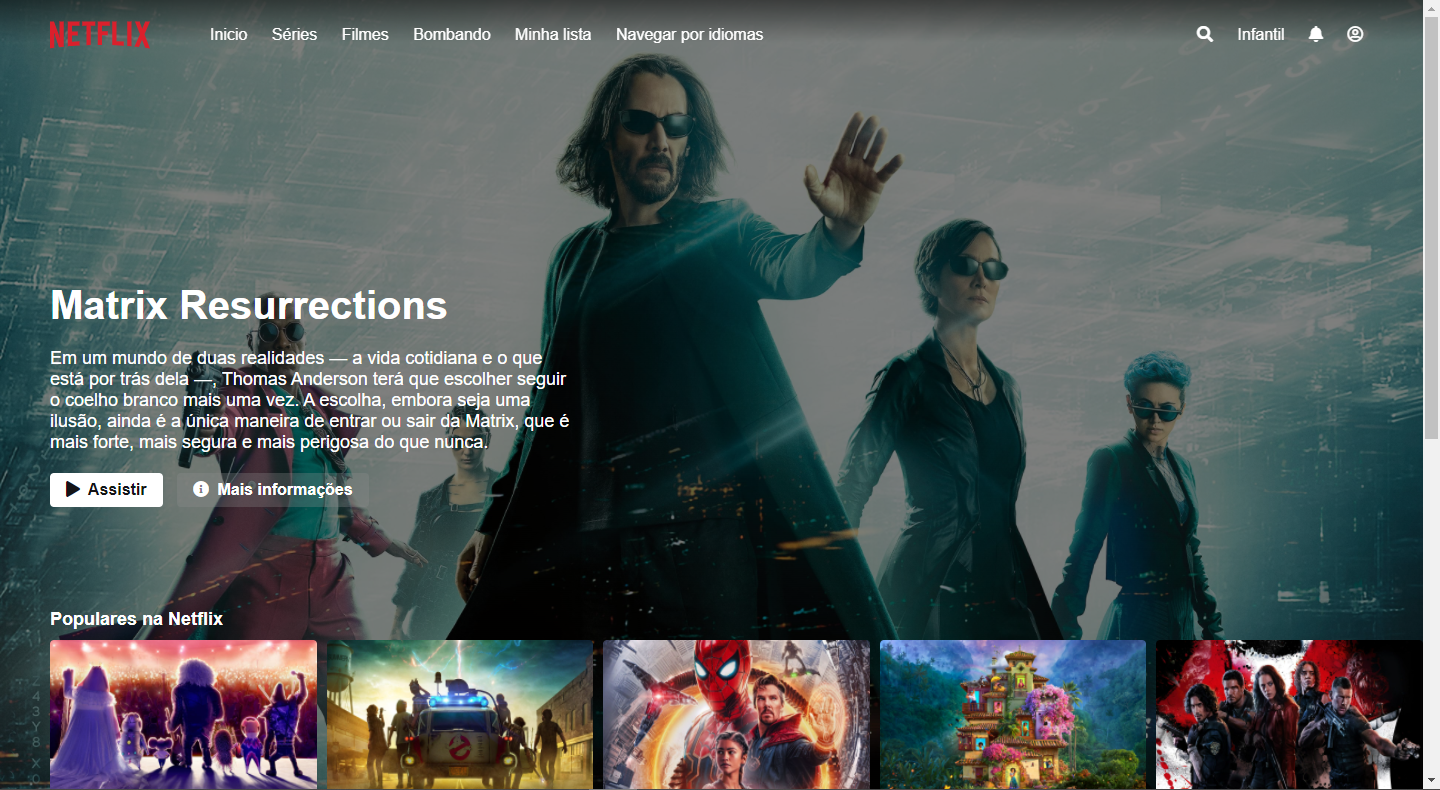 NETFLIX
Inicio Séries Filmes Bombando Minha lista Navegar por idiomas
Infantil
Matrix Resurrections
Em um mundo de duas realidades — a vida cotidiana e o que
está por trás dela —, Thomas Anderson terá que escolher seguir
o coelho branco mais uma vez. A escolha, embora seja uma
ilusão, ainda é a única maneira de entrar ou sair da Matrix, que é
mais forte, mais segura e mais perigosa do que nunca.
Assistir Mais informações
Populares na Netflix